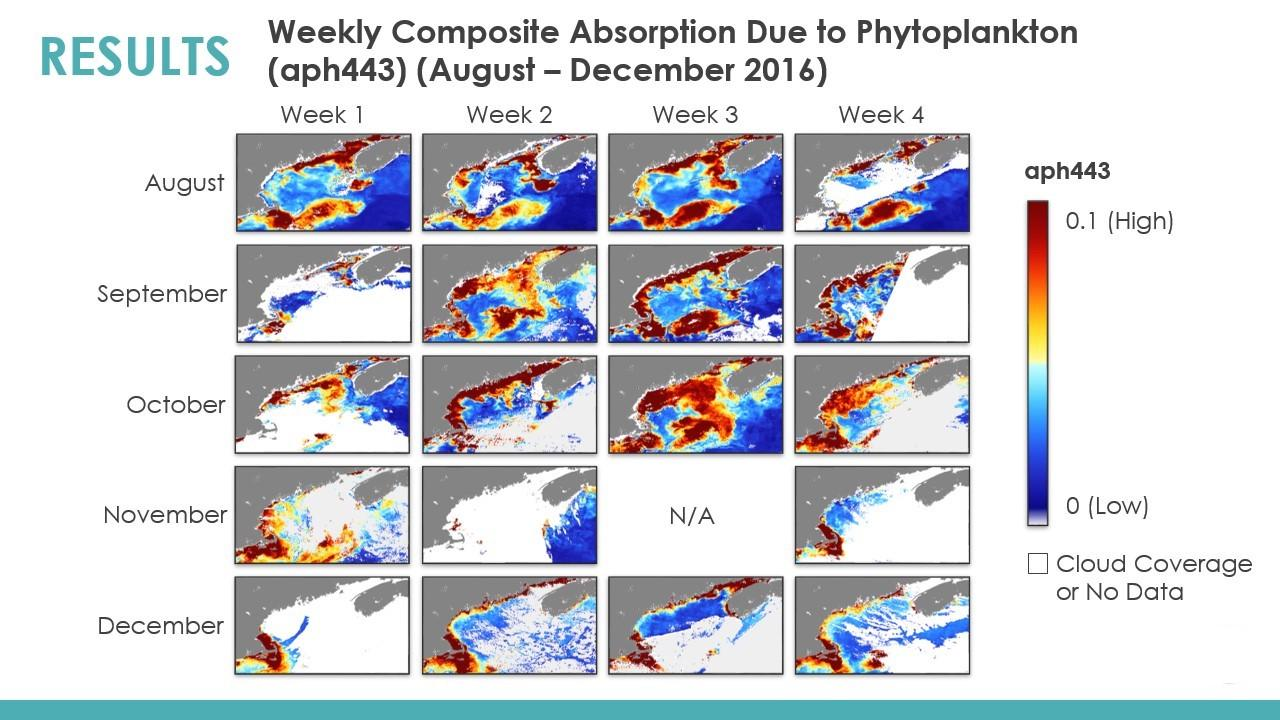 RESULTS
Weekly Composite Absorption Due to Phytoplankton
(aph443) (August – December 2016)
Week 1
Week 2
Week 3
Week 4
August
September
October
November
N/A
December
aph443
0.1 (High)
0 (Low)
Cloud Coverage
or No Data